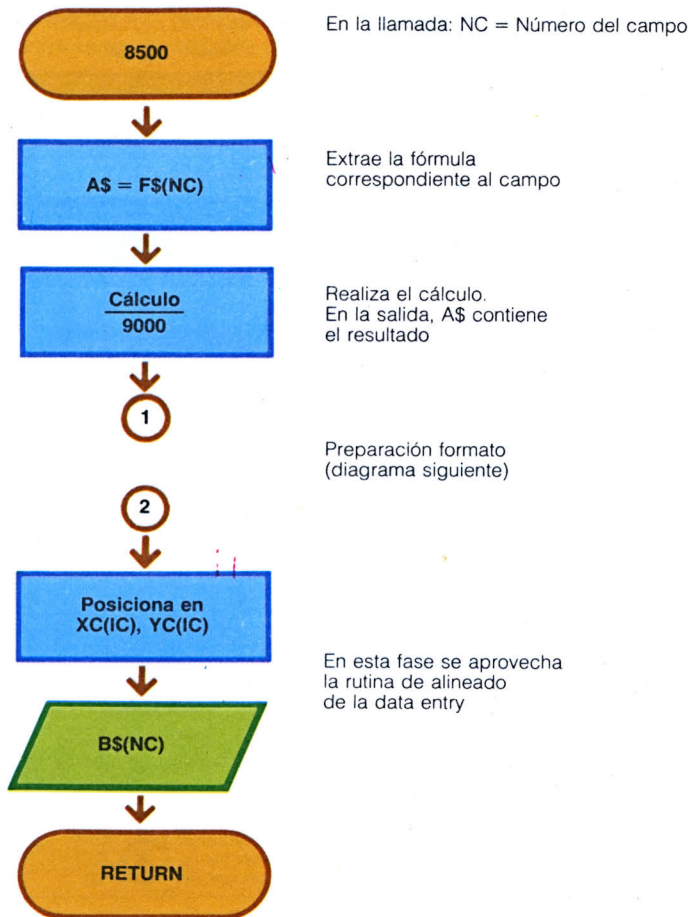 8500
En la llamada: NC = Número del campo
A$ = F$(NC)
Extrae la fórmula
correspondiente al campo
Cálculo
9000
Realiza el cálculo.
En la salida, A$ contiene
el resultado
1
Preparación formato
(diagrama siguiente)
2
Posiciona en
XC(IC), YC(IC)
En esta fase se aprovecha
la rutina de alineado
de la data entry
B$(NC)
RETURN